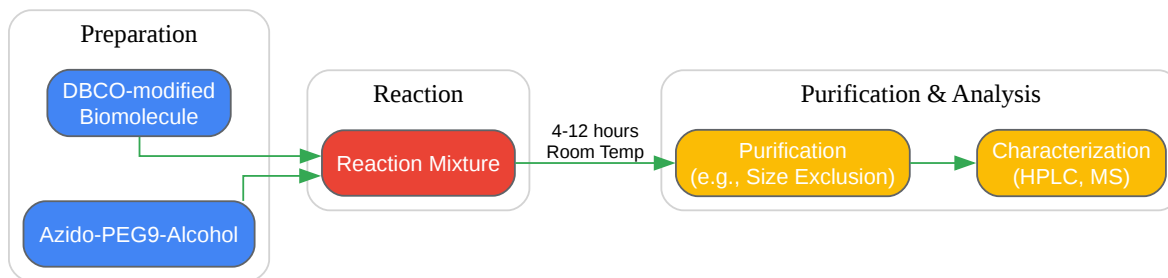 Preparation
DBCO-modified
Biomolecule
Azido-PEG9-Alcohol
Reaction
Reaction Mixture
4-12 hours
Room Temp
Purification & Analysis
Purification
(e.g., Size Exclusion)
Characterization
(HPLC, MS)